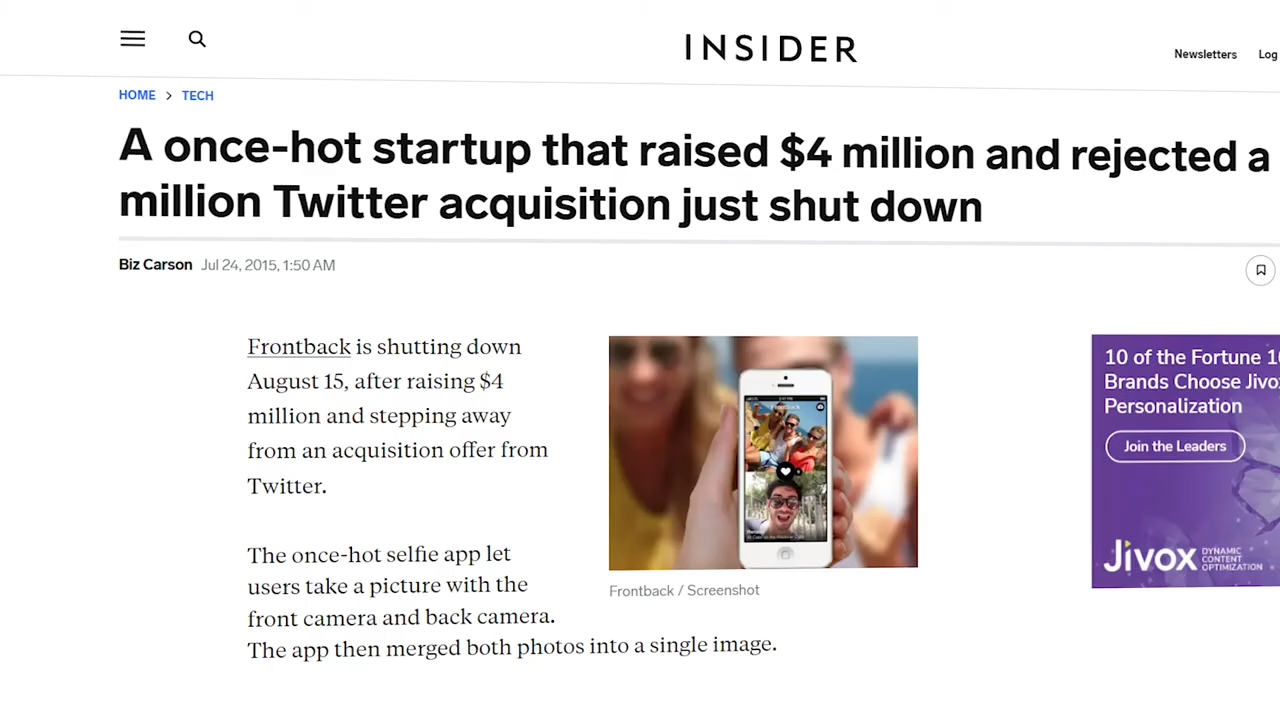 INSIDER
Newsletters
Log
HOME > TECH
A once-hot startup that raised $4 million and rejected a
million Twitter acquisition just shut down
Biz Carson Jul 24, 2015, 1:50 AM
Frontback is shutting down
August 15, after raising $4
million and stepping away
from an acquisition offer from
Twitter.
The once-hot selfie app let
users take a picture with the
front camera and back camera.
The app then merged both photos into a single image.
Frontback
Frontback / Screenshot
10 of the Fortune
Brands Choose Jivox
Personalization
Join the Leaders
Jivox
DYNAMIC
CONTENT
OPTIMIZATION